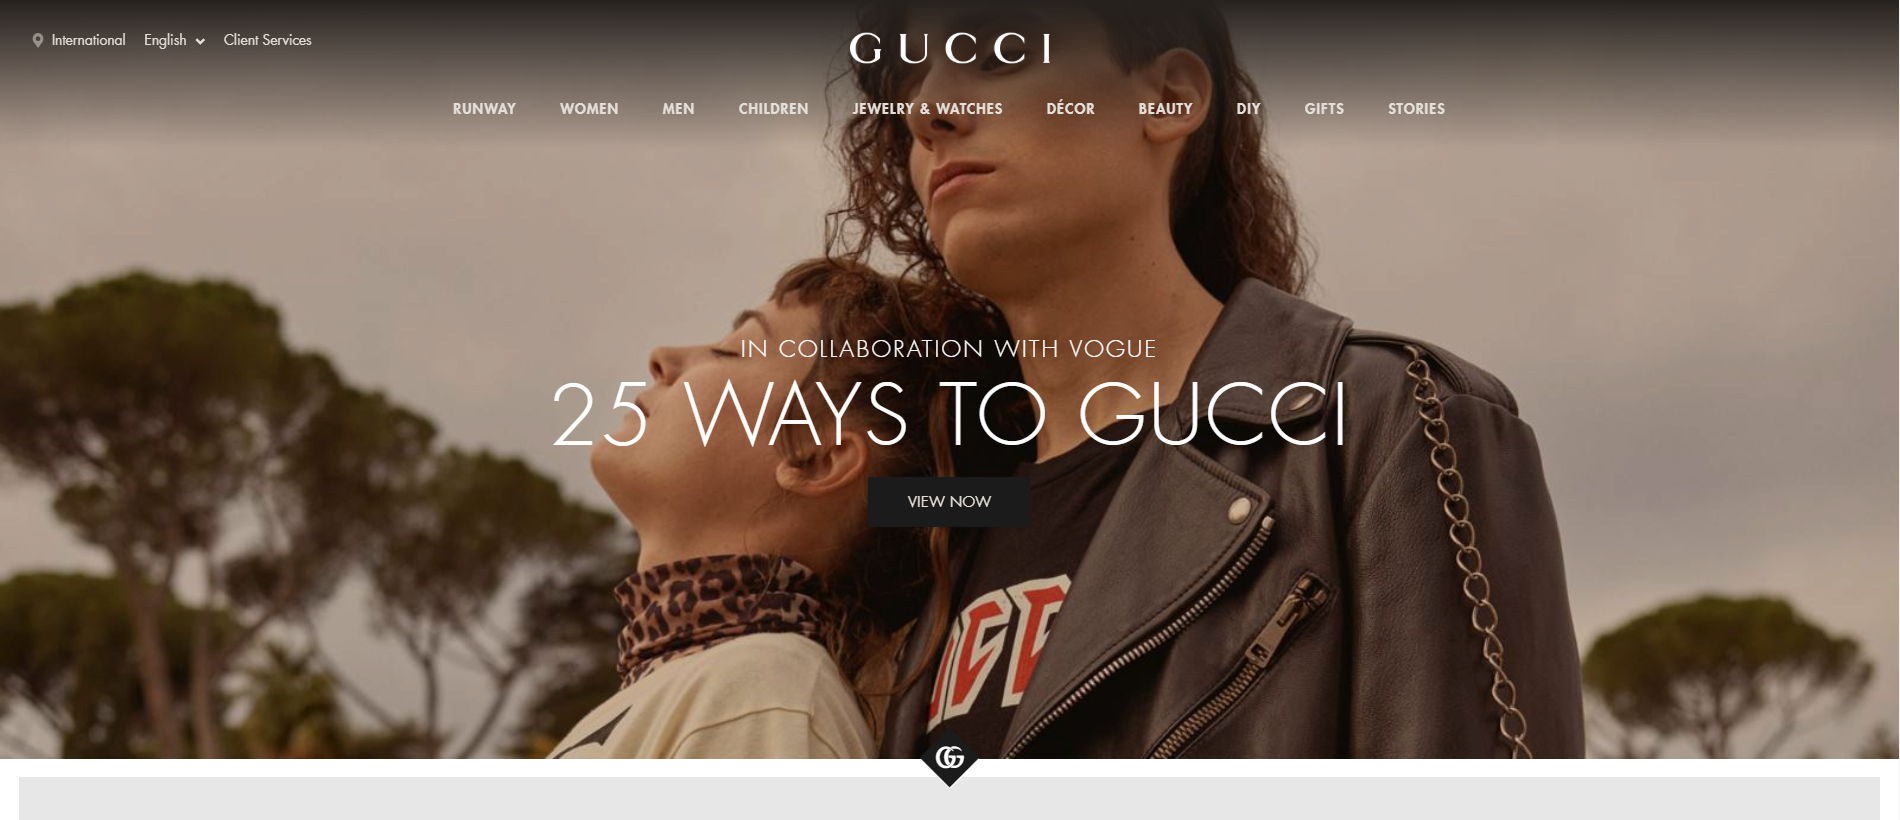 International English Client Services
GUCCI
RUNWAY WOMEN MEN CHILDREN JEWELRY & WATCHES DÉCOR BEAUTY DIY GIFTS STORIES
IN COLLABORATION WITH VOGUE
25 WAYS TO GUCCI
VIEW NOW
GG